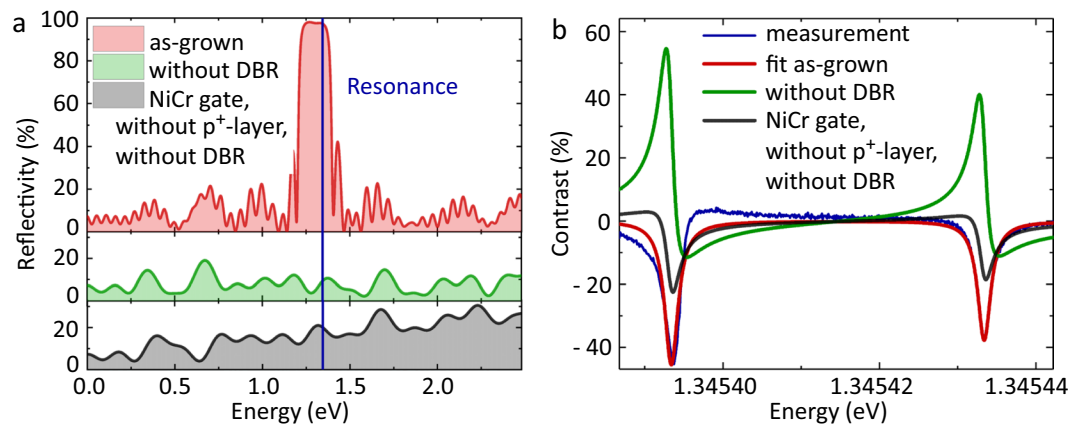 a
Reflectivity (%)
100
80
60
40
20
0
20
0
20
0
as-grown
without DBR
NiCr gate,
without p⁺-layer,
without DBR
Resonance
0.0
0.5
1.0
1.5
2.0
Energy (eV)
b
Contrast (%)
60
40
20
0
- 20
- 40
measurement
fit as-grown
without DBR
NiCr gate,
without p⁺-layer,
without DBR
1.34540
1.34542
1.34544
Energy (eV)